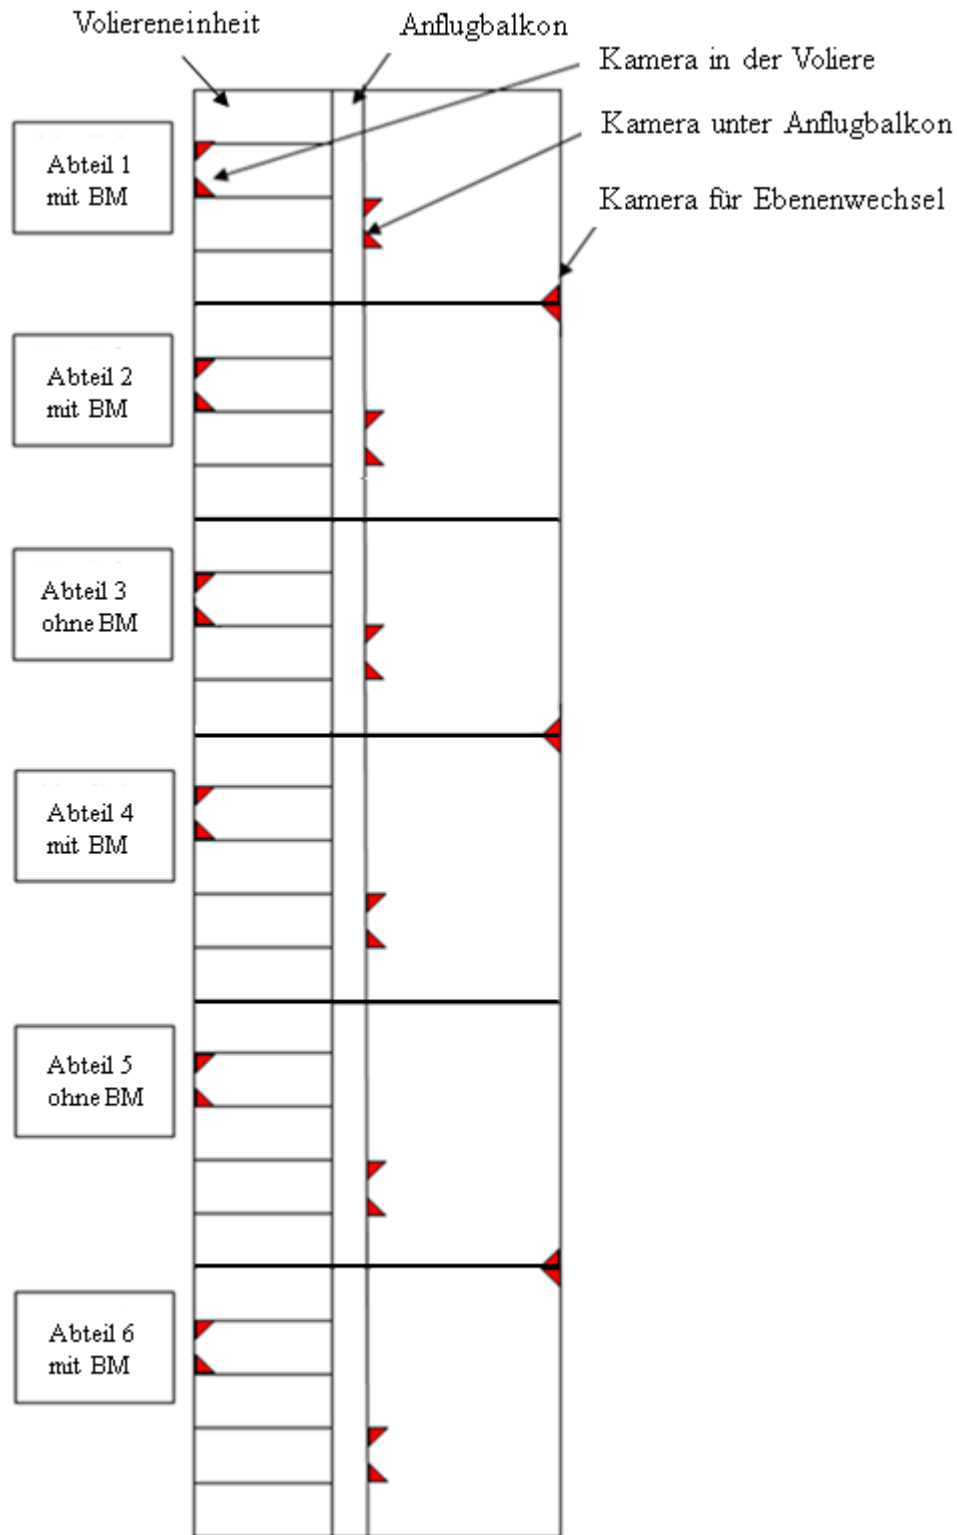 Voliereneinheit
Anflugbalkon
Kamera in der Voliere
Kamera unter Anflugbalkon
Kamera für Ebenenwechsel
Abteil 1
mit BM
Abteil 2
mit BM
Abteil 3
ohne BM
Abteil 4
mit BM
Abteil 5
ohne BM
Abteil 6
mit BM